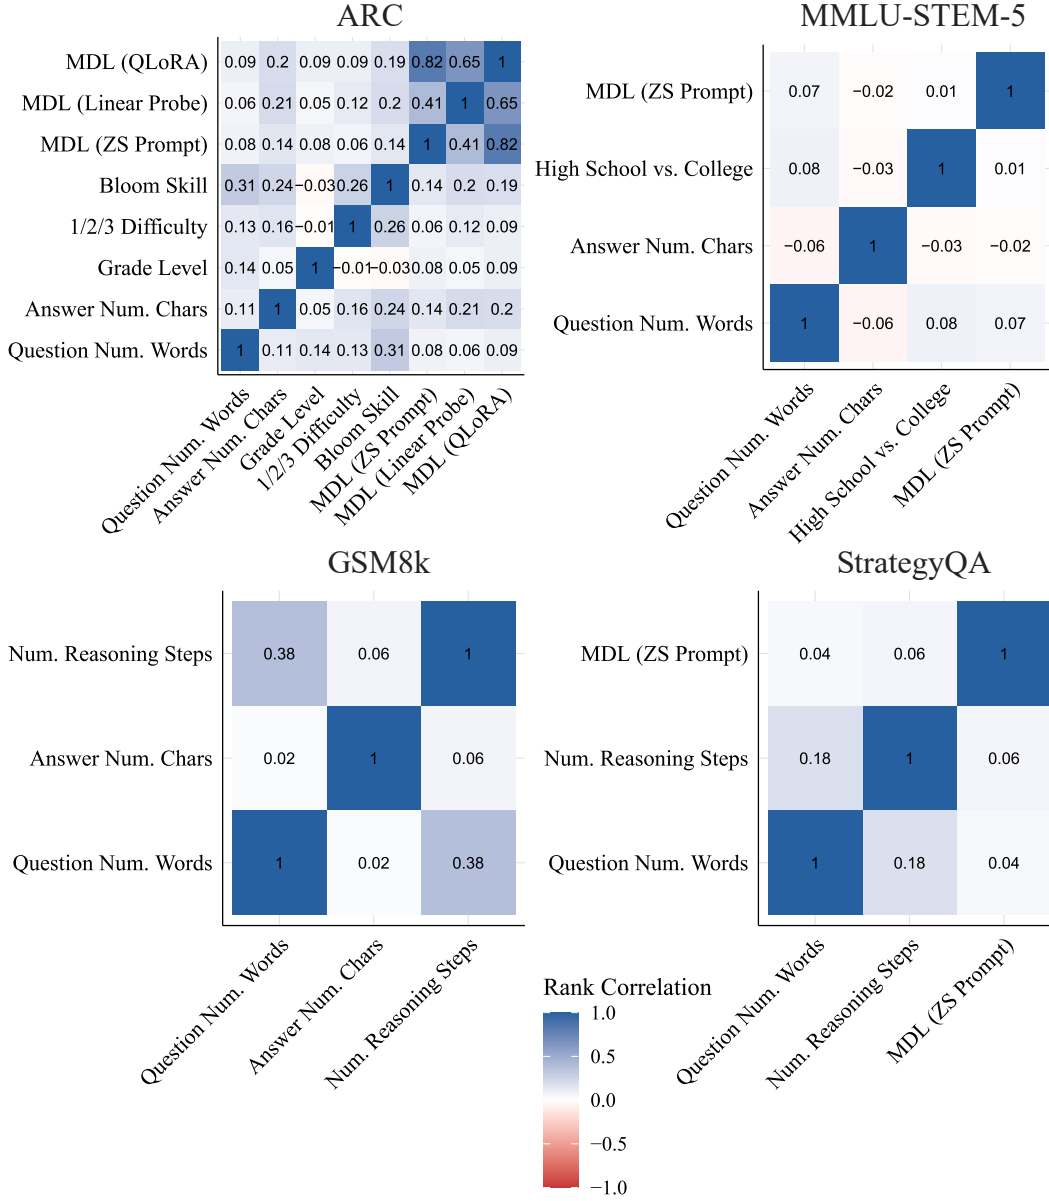 ARC
MDL (QLoRA) 0.09 0.2 0.09 0.09 0.19 0.82 0.65 1
MDL (Linear Probe) 0.06 0.21 0.05 0.12 0.2 0.41 1 0.65
MDL (ZS Prompt) 0.08 0.14 0.08 0.06 0.14 1 0.41 0.82
Bloom Skill 0.31 0.24 −0.03 0.26 1 0.14 0.2 0.19
1/2/3 Difficulty 0.13 0.16 −0.01 1 0.26 0.06 0.12 0.09
Grade Level 0.14 0.05 1 −0.01 −0.03 0.08 0.05 0.09
Answer Num. Chars 0.11 1 0.05 0.16 0.24 0.14 0.21 0.2
Question Num. Words 1 0.11 0.14 0.13 0.31 0.08 0.06 0.09
Question Num. Words
Answer Num. Chars
Grade Level
1/2/3 Difficulty
Bloom Skill
MDL (ZS Prompt)
MDL (Linear Probe)
MDL (QLoRA)
MMLU-STEM-5
MDL (ZS Prompt) 0.07 −0.02 0.01 1
High School vs. College 0.08 −0.03 1 0.01
Answer Num. Chars −0.06 1 −0.03 −0.02
Question Num. Words 1 −0.06 0.08 0.07
Question Num. Words
Answer Num. Chars
High School vs. College
MDL (ZS Prompt)
GSM8k
Num. Reasoning Steps 0.38 0.06 1
Answer Num. Chars 0.02 1 0.06
Question Num. Words 1 0.02 0.38
Question Num. Words
Answer Num. Chars
Num. Reasoning Steps
StrategyQA
MDL (ZS Prompt) 0.04 0.06 1
Num. Reasoning Steps 0.18 1 0.06
Question Num. Words 1 0.18 0.04
Question Num. Words
Num. Reasoning Steps
MDL (ZS Prompt)
Rank Correlation
1.0
0.5
0.0
−0.5
−1.0